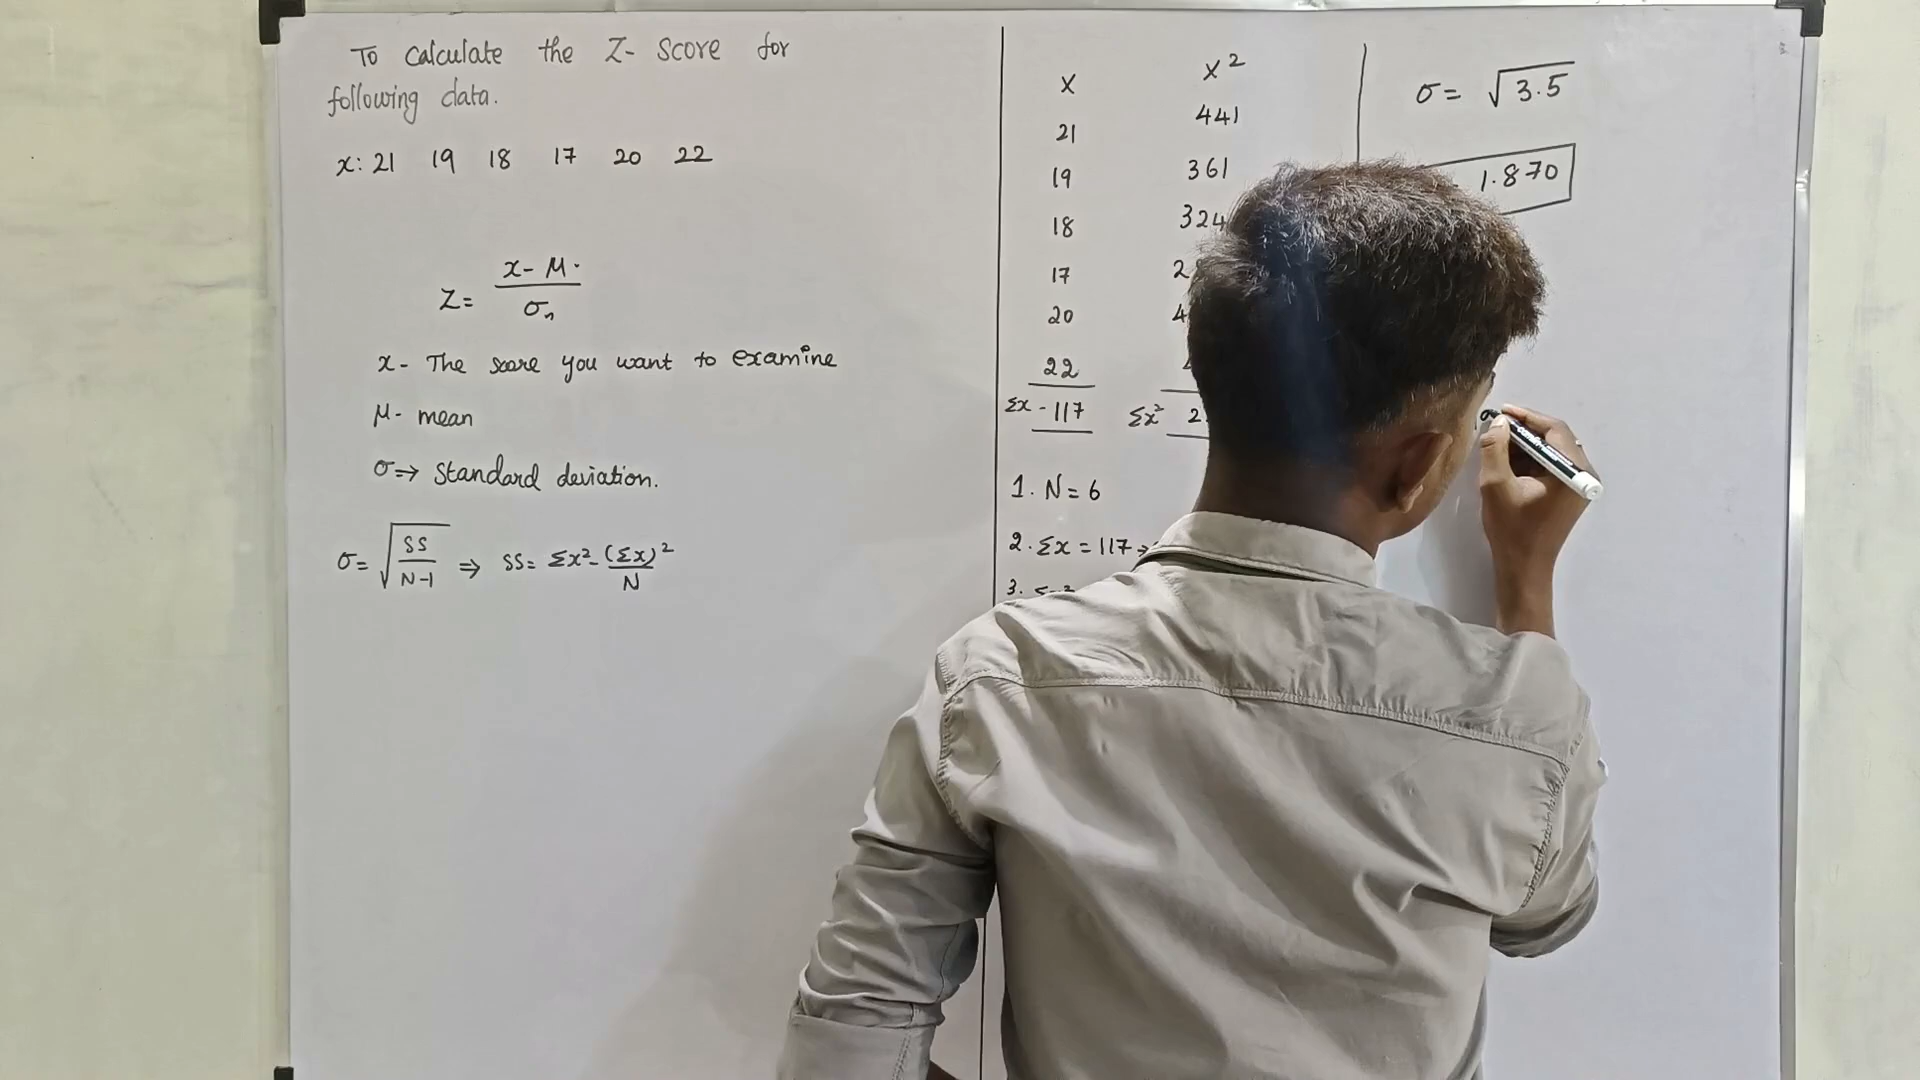 To Calculate the Z- Score for
following data.
x: 21 19 18 17 20 22
Z= x- M.
σn
x- The score you want to examine
M- mean
σ⇒ Standard deviation.
σ= √ SS/N-1 ⇒ SS= Σx²- (Σx)²/N
X X²
21 441
19 361
18 324
17 2
20 4
22
Σx - 117 Σx² 2
1. N= 6
2. Σx = 117 →
3.
σ= √3.5
1.870